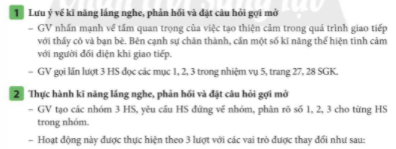 1 Lưu ý về kĩ năng lắng nghe, phản hồi và đặt câu hỏi gợi mở
– GV nhấn mạnh về tầm quan trọng của việc tạo thiện cảm trong quá trình giao tiếp
với thầy cô và bạn bè. Bên cạnh sự chân thành, cần một số kĩ năng thể hiện tình cảm
với người đối diện khi giao tiếp.
– GV gọi lần lượt 3 HS đọc các mục 1, 2, 3 trong nhiệm vụ 5, trang 27, 28 SGK.
2 Thực hành kĩ năng lắng nghe, phản hồi và đặt câu hỏi gợi mở
– GV tạo các nhóm 3 HS, yêu cầu HS đứng về nhóm, phân rõ số 1, 2, 3 cho từng HS
trong nhóm.
– Hoạt động này được thực hiện theo 3 lượt với các vai trò được thay đổi như sau: